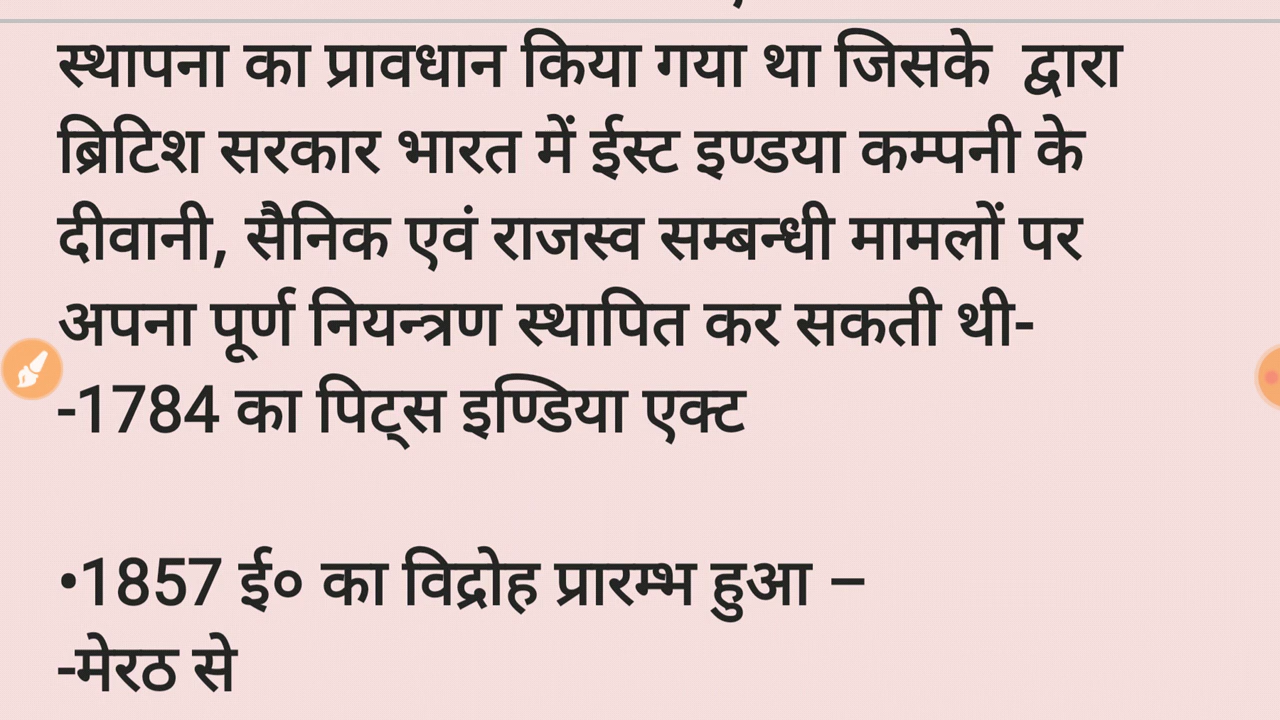 स्थापना का प्रावधान किया गया था जिसके द्वारा
ब्रिटिश सरकार भारत में ईस्ट इण्डया कम्पनी के
दीवानी, सैनिक एवं राजस्व सम्बन्धी मामलों पर
अपना पूर्ण नियन्त्रण स्थापित कर सकती थी-
-1784 का पिट्स इण्डिया एक्ट
•1857 ई० का विद्रोह प्रारम्भ हुआ –
-मेरठ से